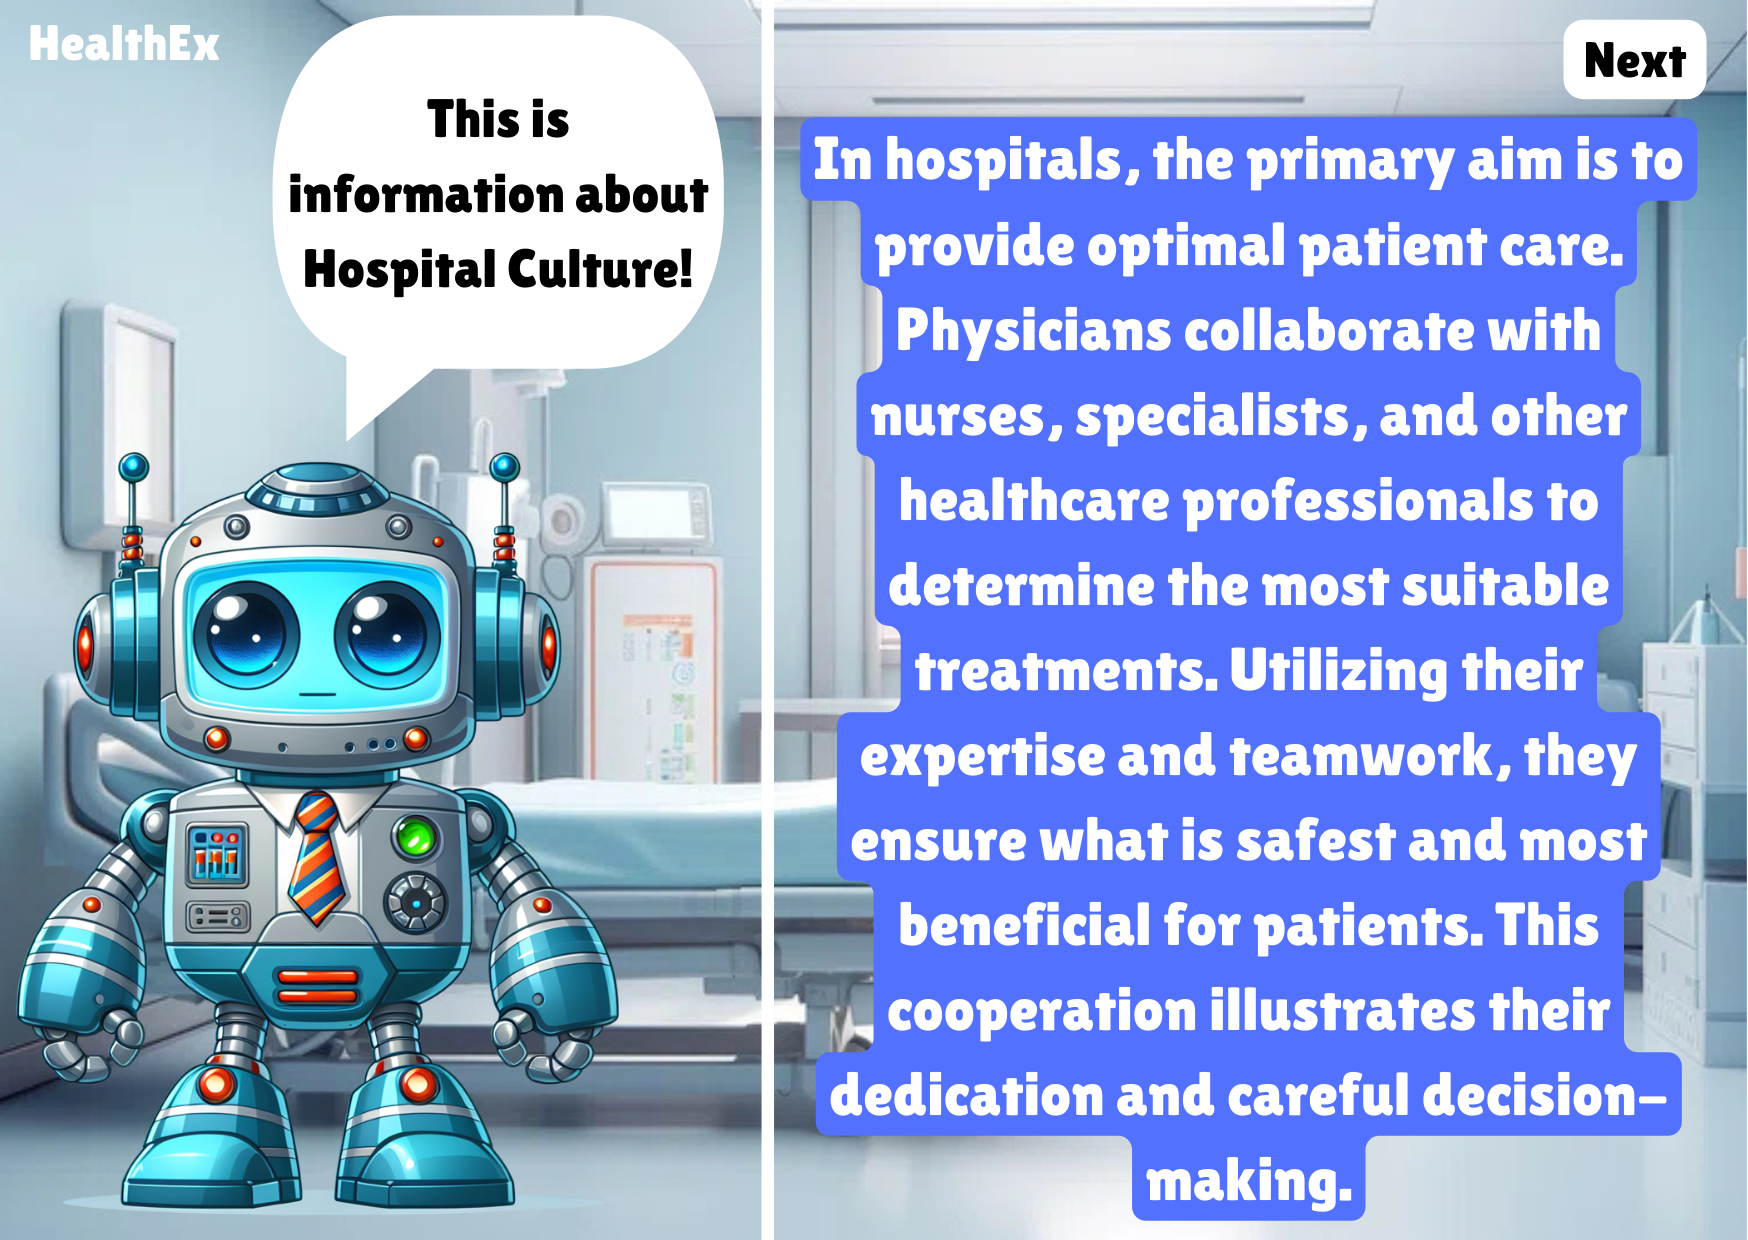 HealthEx
This is
information about
Hospital Culture!
Next
In hospitals, the primary aim is to
provide optimal patient care.
Physicians collaborate with
nurses, specialists, and other
healthcare professionals to
determine the most suitable
treatments. Utilizing their
expertise and teamwork, they
ensure what is safest and most
beneficial for patients. This
cooperation illustrates their
dedication and careful decision-
making.